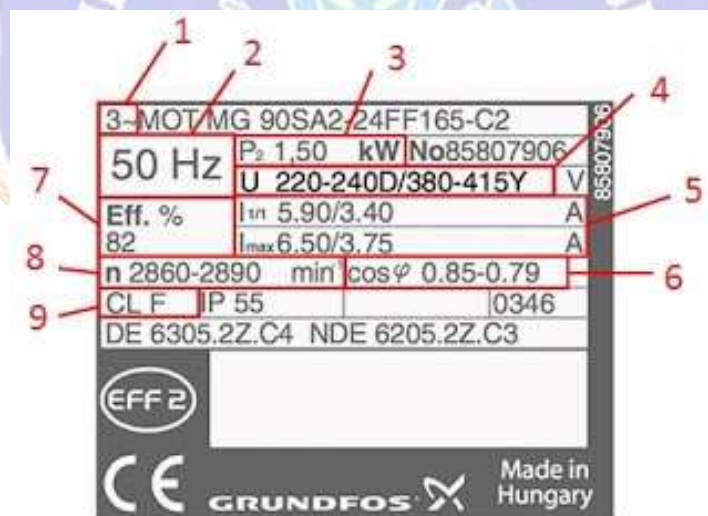 1
2
3
4
3~MOT MG 90SA2-24FF165-C2
50 Hz
P₂ 1,50 kW No85807906
U 220-240D/380-415Y V
85807906
7
5
Eff. %
82
I1/1 5.90/3.40 A
Imax 6.50/3.75 A
8
n 2860-2890 min⁻¹ cosφ 0.85-0.79
6
9
CL F IP 55 0346
DE 6305.2Z.C4 NDE 6205.2Z.C3
EFF 2
CE
GRUNDFOS
Made in
Hungary